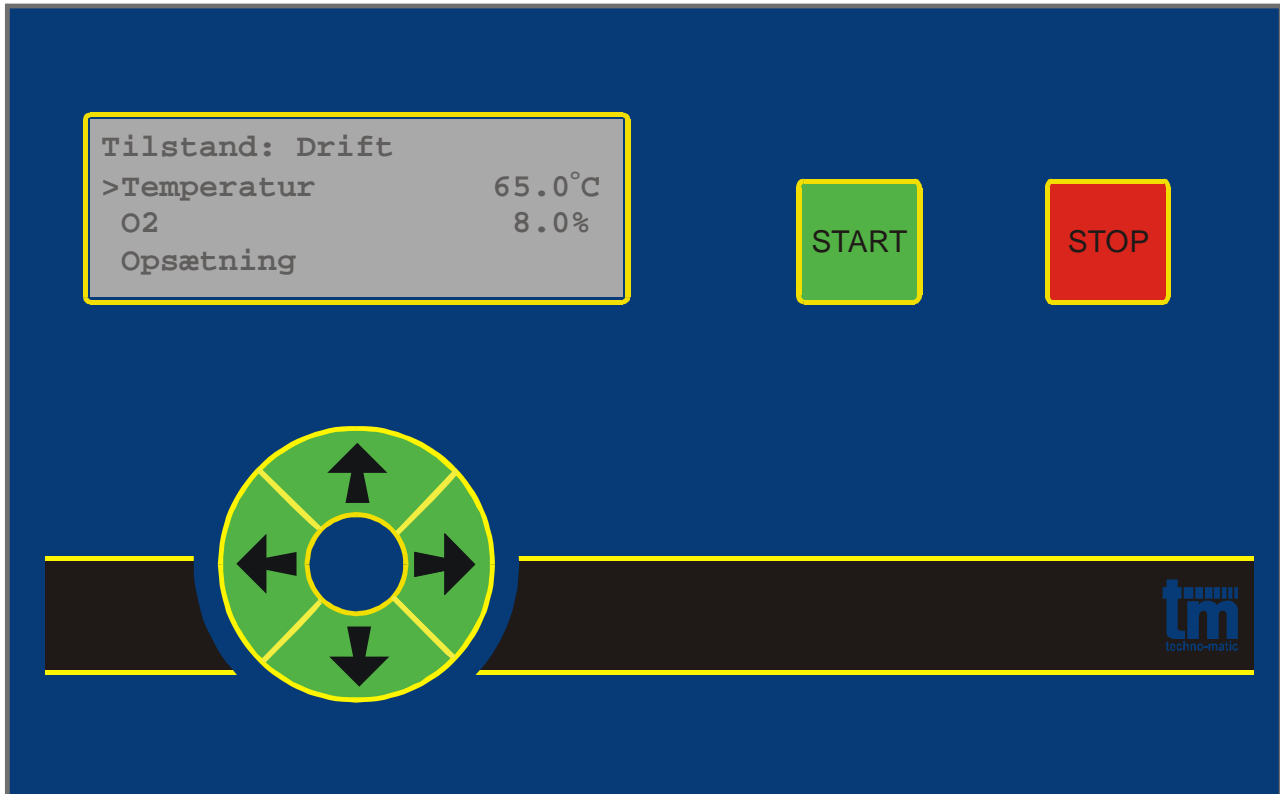 Tilstand: Drift
>Temperatur 65.0°C
O2 8.0%
Opsætning
START
STOP
tm
techno-matic